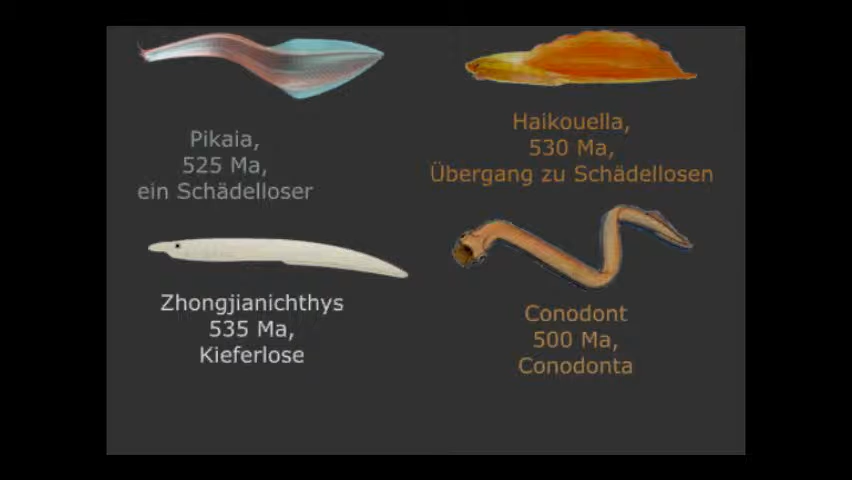 Pikaia,
525 Ma,
ein Schädelloser
Haikouella,
530 Ma,
Übergang zu Schädellosen
Zhongjianichthys
535 Ma,
Kieferlose
Conodont
500 Ma,
Conodonta